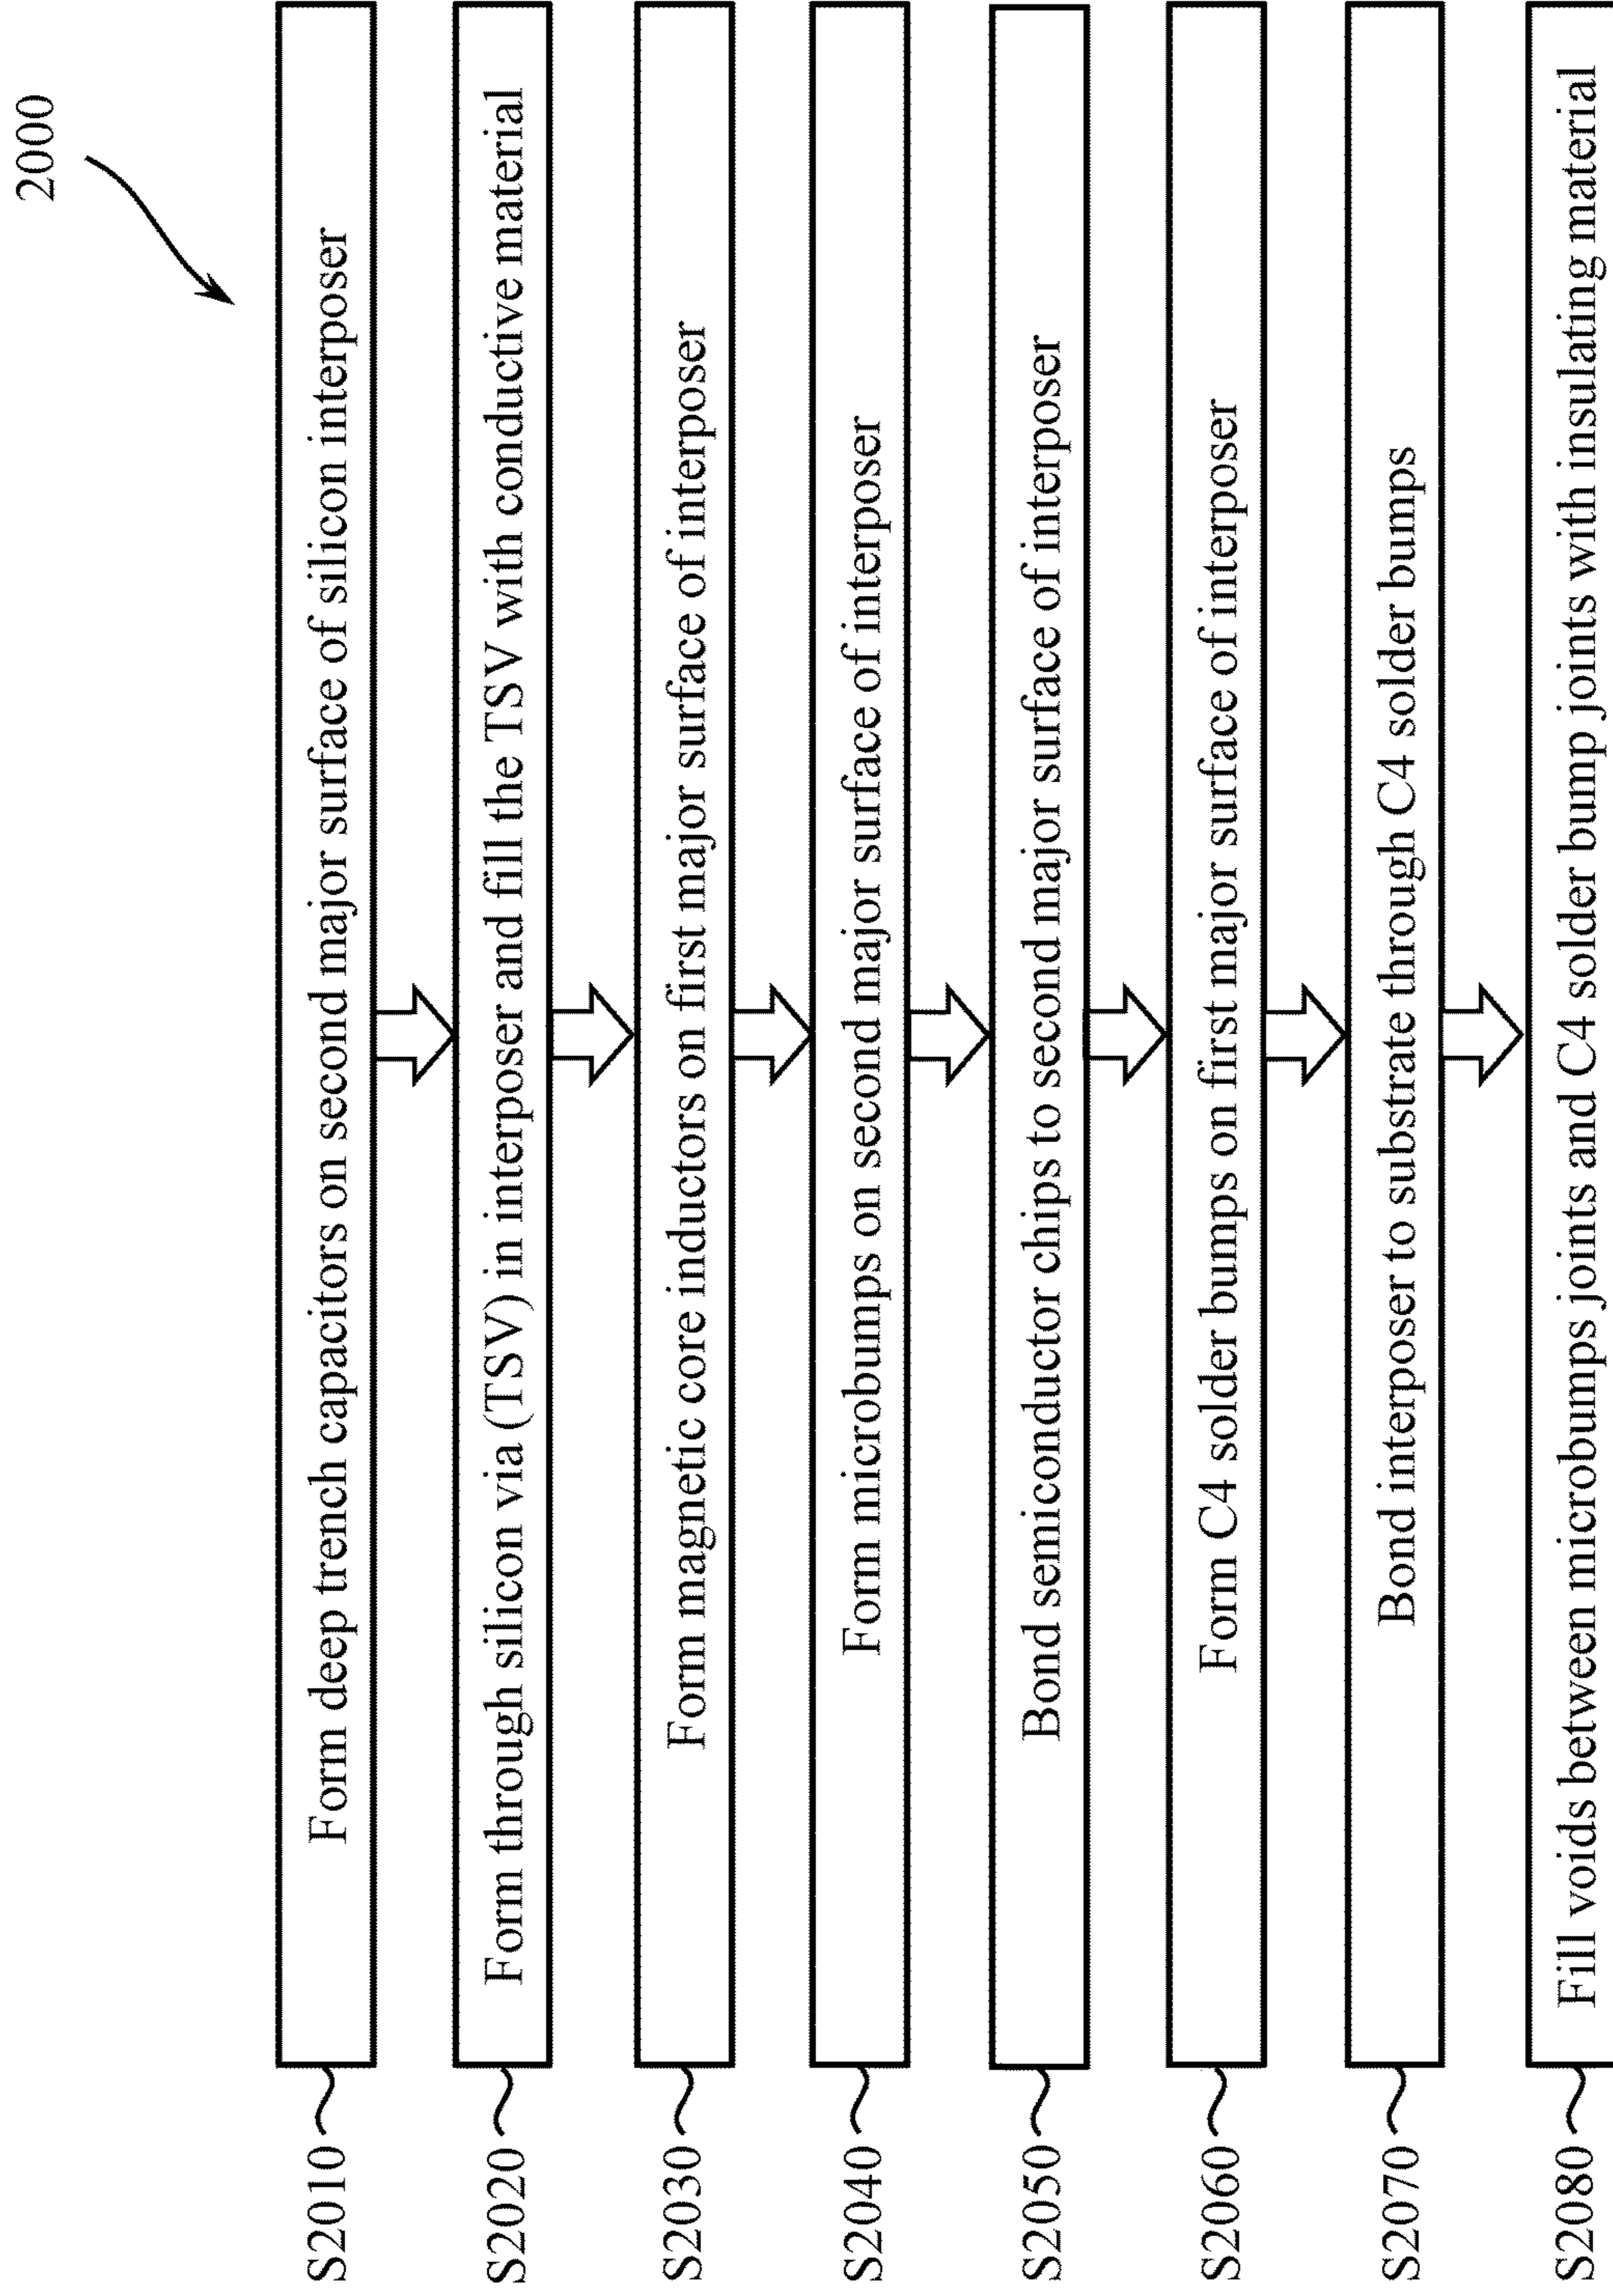 2000
S2010 Form deep trench capacitors on second major surface of silicon interposer
S2020 Form through silicon via (TSV) in interposer and fill the TSV with conductive material
S2030 Form magnetic core inductors on first major surface of interposer
S2040 Form microbumps on second major surface of interposer
S2050 Bond semiconductor chips to second major surface of interposer
S2060 Form C4 solder bumps on first major surface of interposer
S2070 Bond interposer to substrate through C4 solder bumps
S2080 Fill voids between microbumps joints and C4 solder bump joints with insulating material